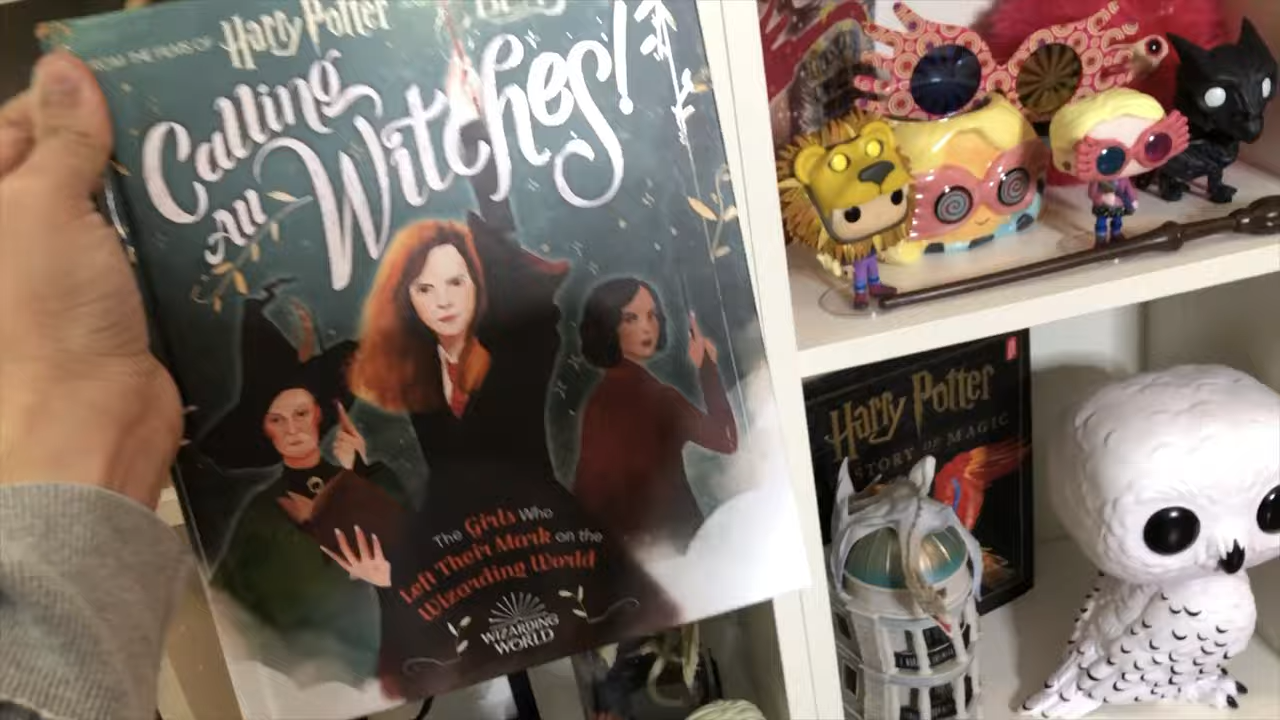 FROM THE FILMS OF
Harry Potter
Calling
All
Witches!
The Girls Who
Left Their Mark on the
Wizarding World
WIZARDING
WORLD
Harry Potter
STORY OF MAGIC